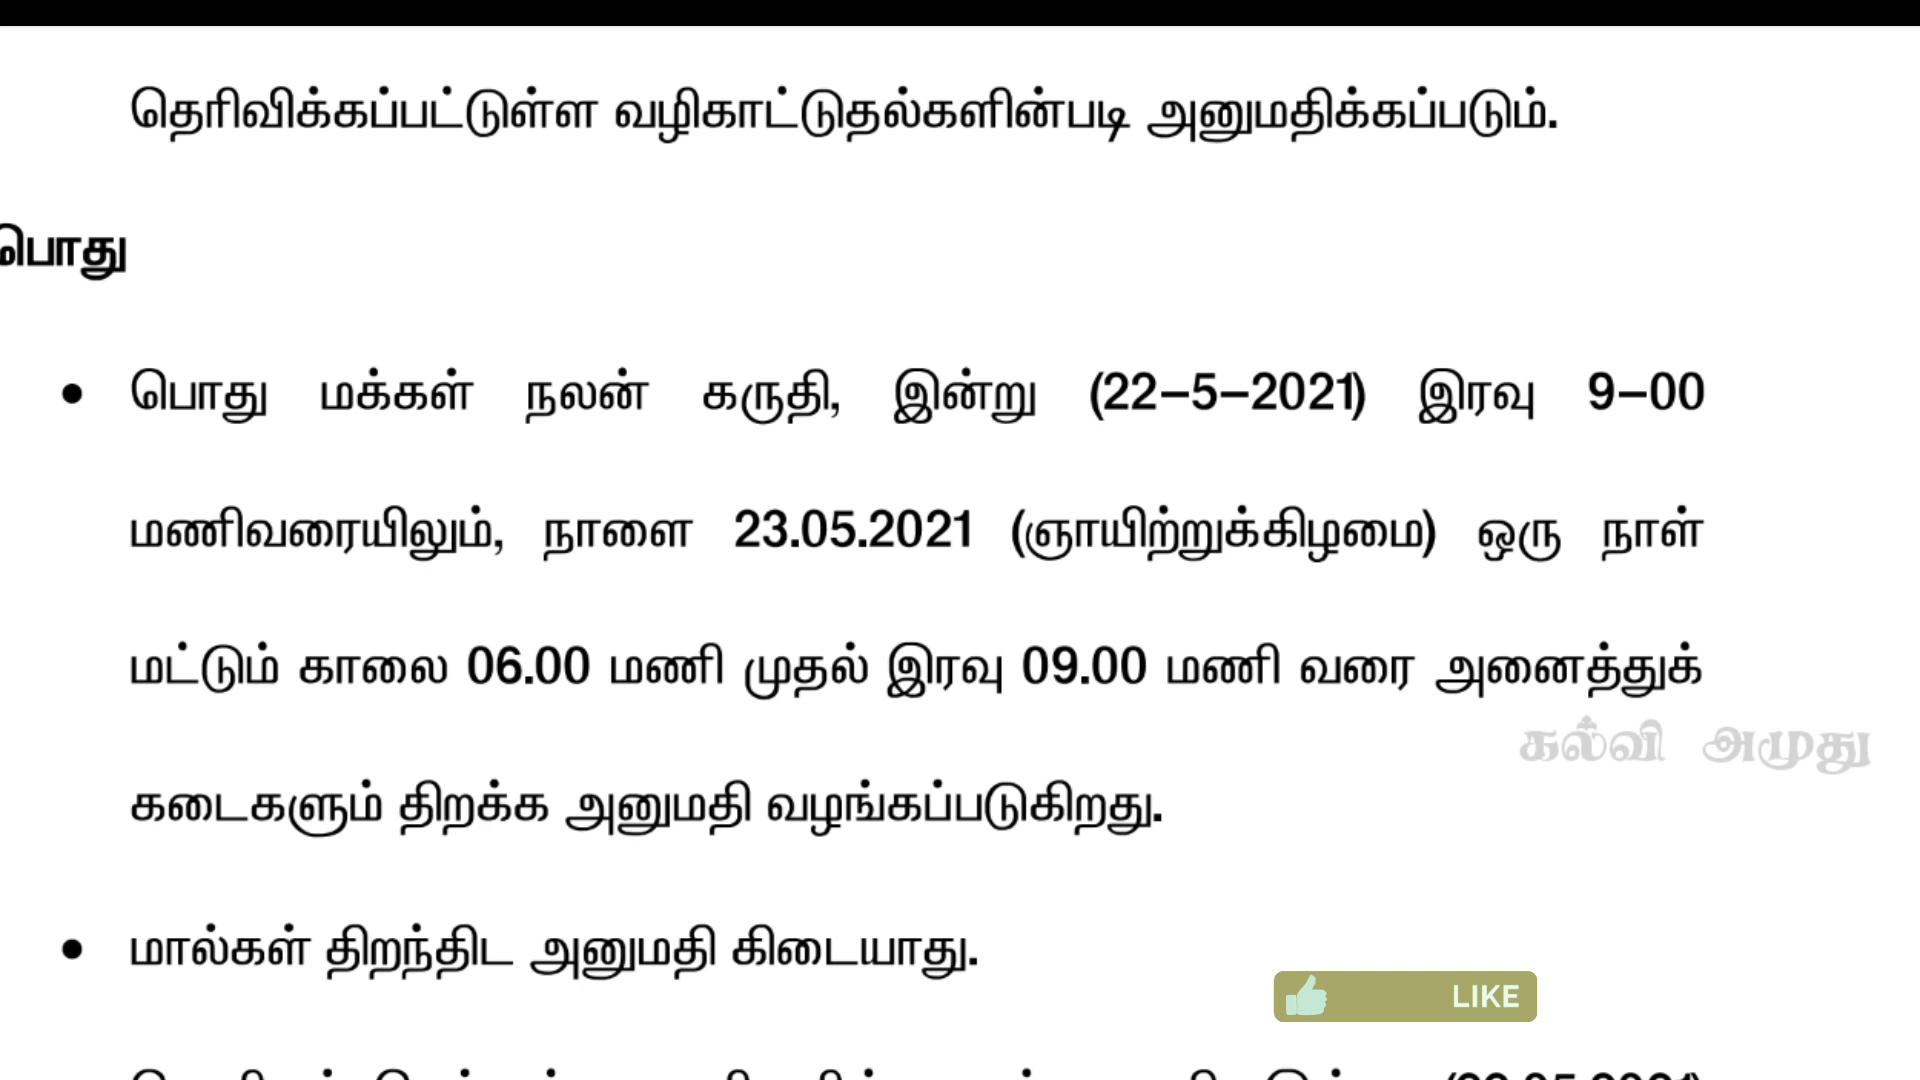 தெரிவிக்கப்பட்டுள்ள வழிகாட்டுதல்களின்படி அனுமதிக்கப்படும்.
பொது
• பொது மக்கள் நலன் கருதி, இன்று (22–5–2021) இரவு 9–00
மணிவரையிலும், நாளை 23.05.2021 (ஞாயிற்றுக்கிழமை) ஒரு நாள்
மட்டும் காலை 06.00 மணி முதல் இரவு 09.00 மணி வரை அனைத்துக்
கல்வி அமுது
கடைகளும் திறக்க அனுமதி வழங்கப்படுகிறது.
• மால்கள் திறந்திட அனுமதி கிடையாது.
LIKE